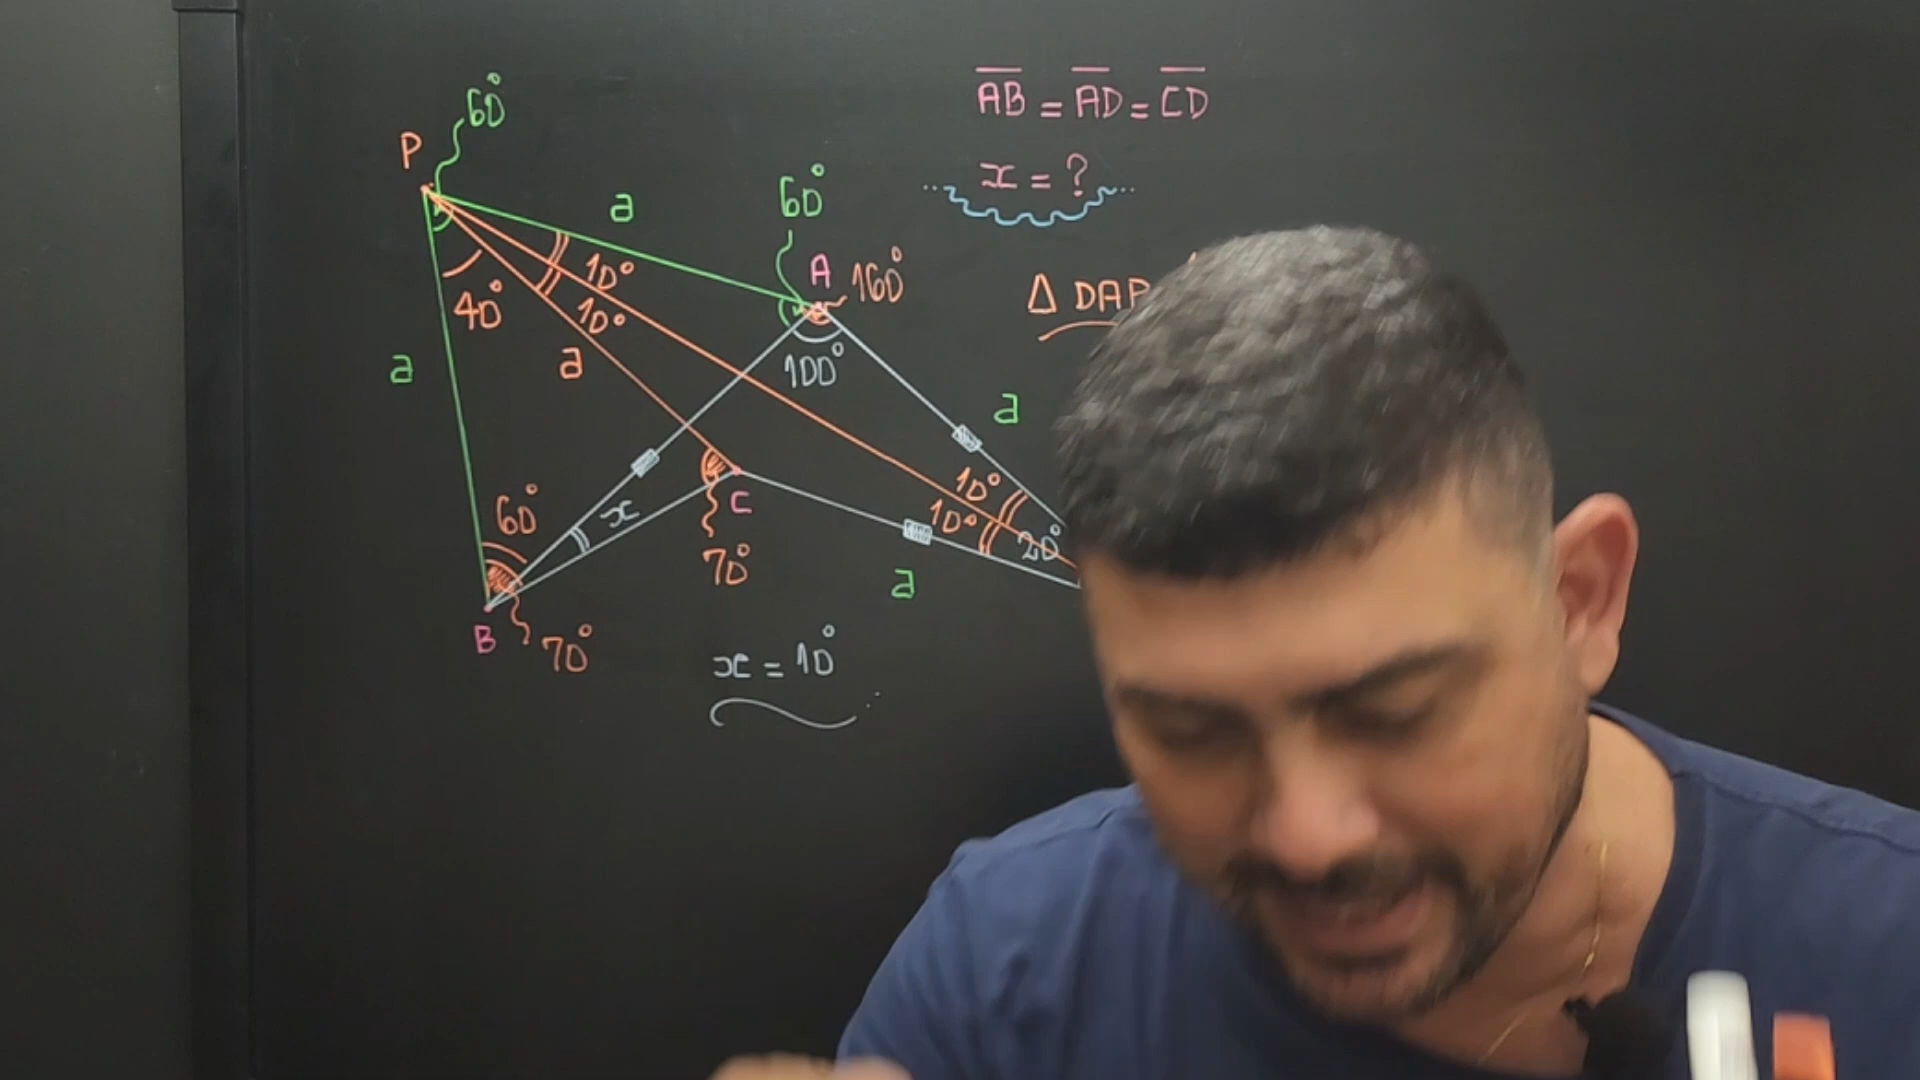 60°
P
AB = AD = CD
x = ?
a
60°
A
160°
10°
10°
40°
a
a
100°
Δ DAP
a
60°
x
C
70°
10°
10°
20°
a
B
70°
x = 10°